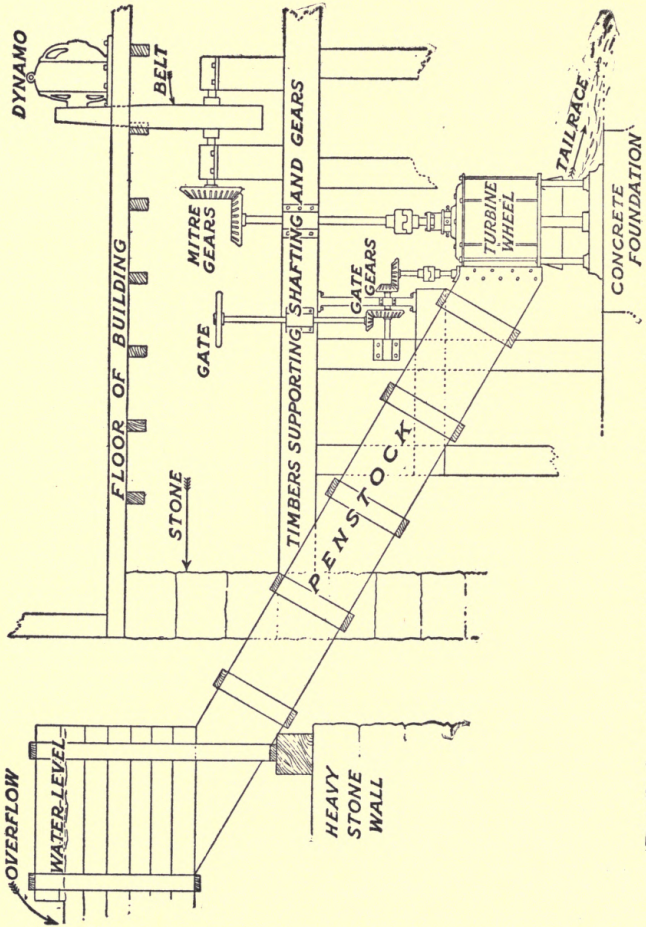 OVERFLOW
WATER-LEVEL
HEAVY
STONE
WALL
STONE
FLOOR OF BUILDING
DYNAMO
BELT
MITRE
GEARS
GATE
TIMBERS SUPPORTING SHAFTING AND GEARS
GATE
GEARS
PENSTOCK
TURBINE
WHEEL
TAILRACE
CONCRETE
FOUNDATION